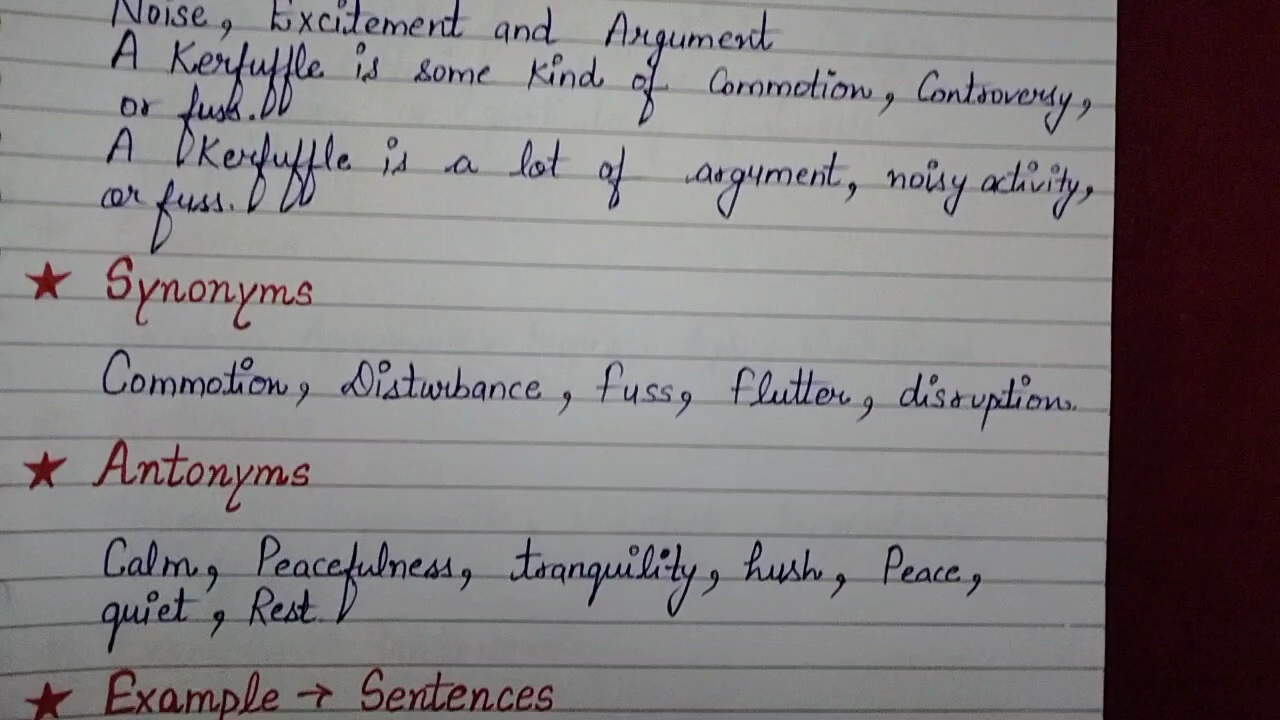 Noise, Excitement and Argument
A Kerfuffle is some kind of Commotion, Controversy,
or fuss.
A Kerfuffle is a lot of argument, noisy activity,
or fuss.
★ Synonyms
Commotion, Disturbance, fuss, flutter, disruption.
★ Antonyms
Calm, Peacefulness, tranquility, hush, Peace,
quiet, Rest.
★ Example → Sentences